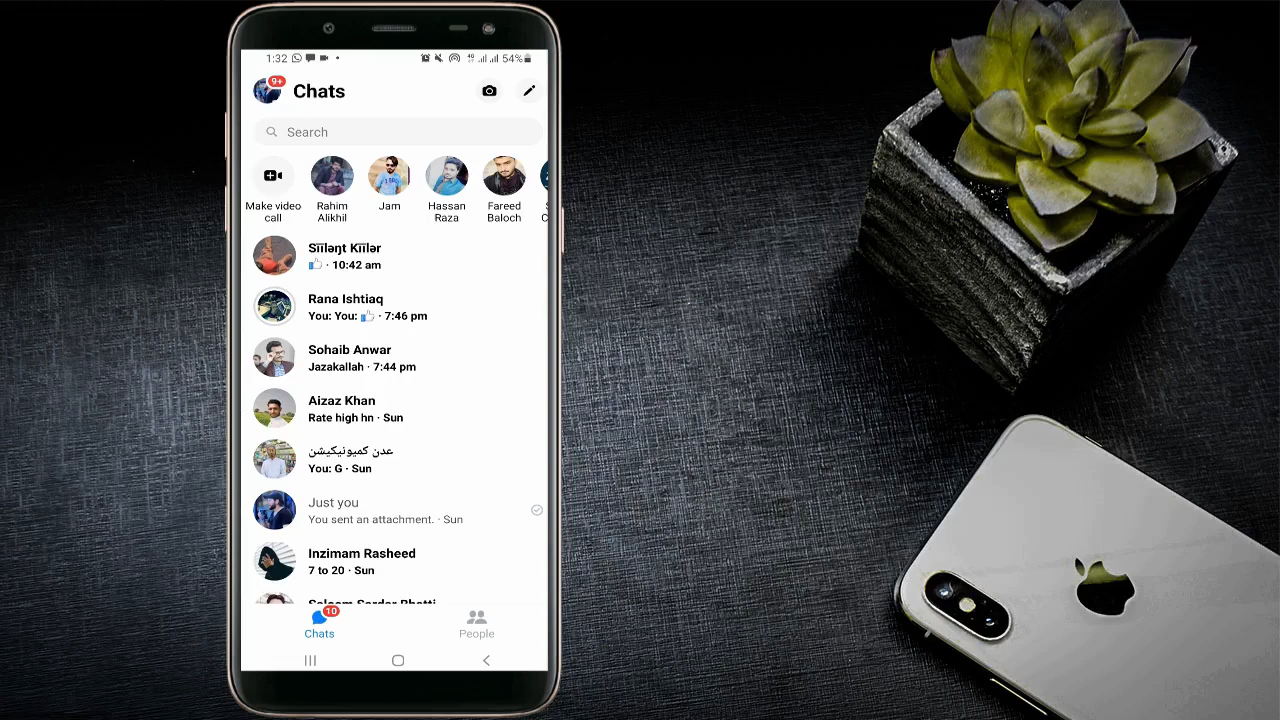 1:32
4G
54%
9+
Chats
Search
Make video
call
Rahim
Alikhil
Jam
Hassan
Raza
Fareed
Baloch
S
C
Sïïləŋt Kïïlər
· 10:42 am
Rana Ishtiaq
You: You: 👍 · 7:46 pm
Sohaib Anwar
Jazakallah · 7:44 pm
Aizaz Khan
Rate high hn · Sun
عدن کمیونیکیشن
You: G · Sun
Just you
You sent an attachment. · Sun
Inzimam Rasheed
7 to 20 · Sun
10
Chats
People